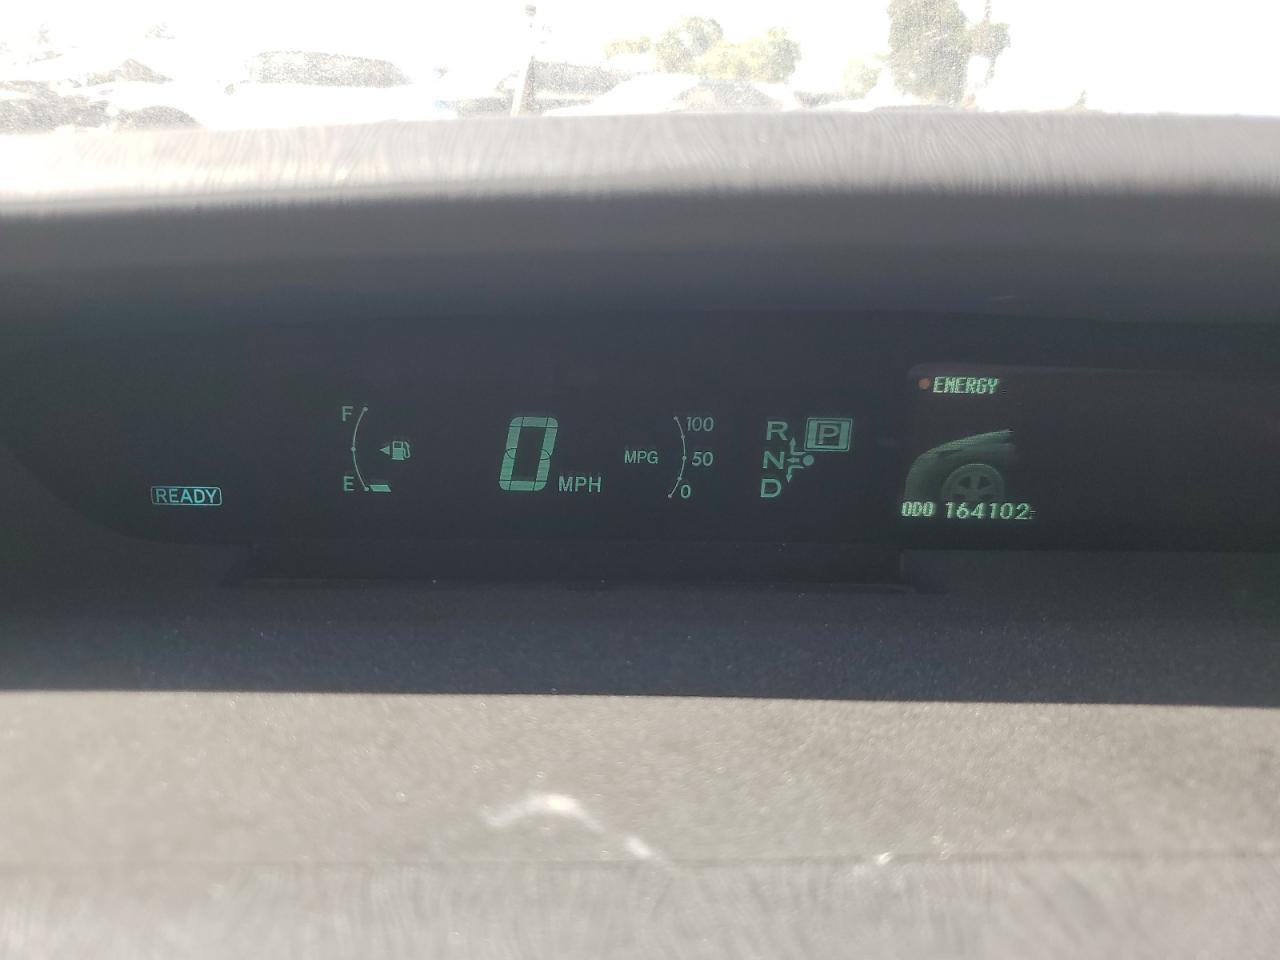 ENERGY
F
100
R P
MPG 50
N
E
0 MPH
0
D
READY
ODO 164102